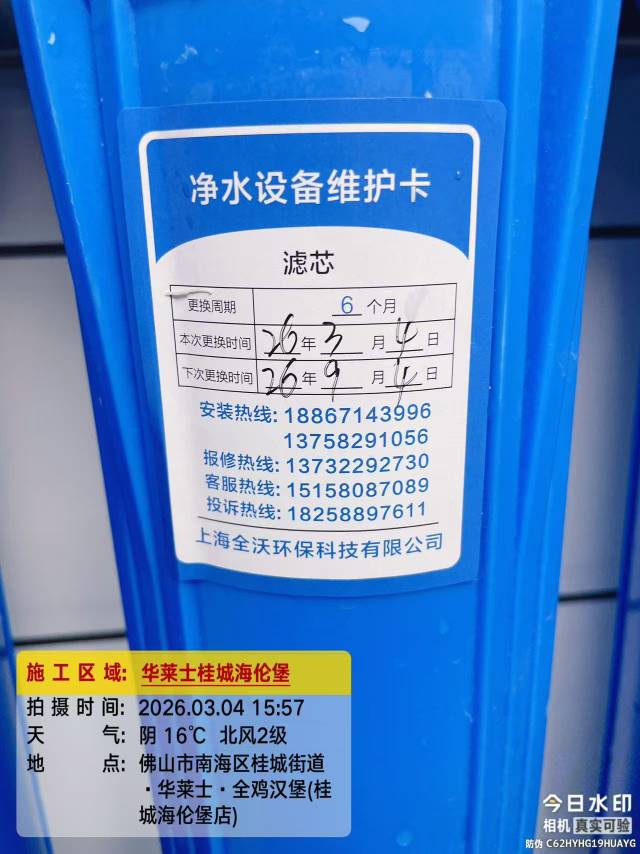 净水设备维护卡
滤芯
更换周期 6 个月
本次更换时间 26 年 3 月 4 日
下次更换时间 26 年 9 月 4 日
安装热线: 18867143996
13758291056
报修热线: 13732292730
客服热线: 15158087089
投诉热线: 18258897611
上海全沃环保科技有限公司
施工区域: 华莱士桂城海伦堡
拍摄时间: 2026.03.04 15:57
天气: 阴 16℃ 北风2级
地点: 佛山市南海区桂城街道
·华莱士·全鸡汉堡(桂
城海伦堡店)
今日水印
相机 真实可验
防伪 C62HYHG19HUAYG